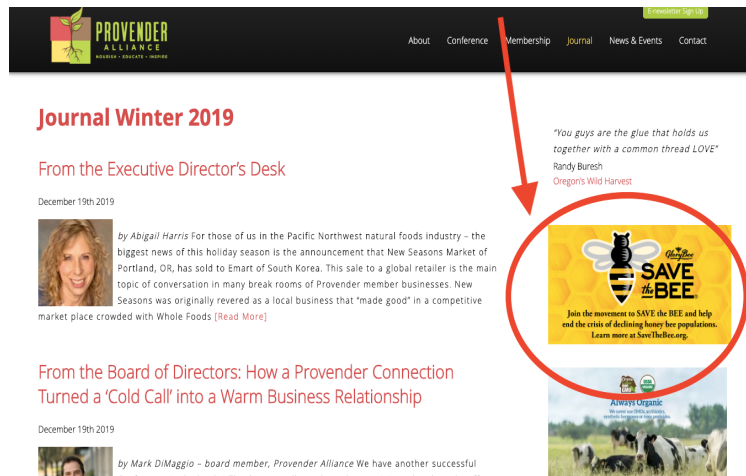 E-newsletter Sign Up
PROVENDER
ALLIANCE
NOURISH • EDUCATE • INSPIRE
About Conference Membership Journal News & Events Contact
Journal Winter 2019
From the Executive Director's Desk
December 19th 2019
by Abigail Harris For those of us in the Pacific Northwest natural foods industry – the
biggest news of this holiday season is the announcement that New Seasons Market of
Portland, OR, has sold to Emart of South Korea. This sale to a global retailer is the main
topic of conversation in many break rooms of Provender member businesses. New
Seasons was originally revered as a local business that “made good” in a competitive
market place crowded with Whole Foods [Read More]
From the Board of Directors: How a Provender Connection
Turned a ‘Cold Call’ into a Warm Business Relationship
December 19th 2019
by Mark DiMaggio – board member, Provender Alliance We have another successful
"You guys are the glue that holds us
together with a common thread LOVE"
Randy Buresh
Oregon's Wild Harvest
GloryBee
SAVE
the BEE
Join the movement to SAVE the BEE and help
end the crisis of declining honey bee populations.
Learn more at SaveTheBee.org.
Always Organic